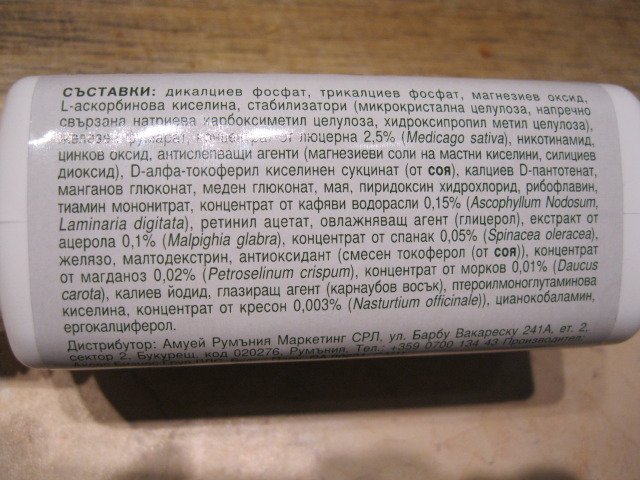 СЪСТАВКИ: дикалциев фосфат, трикалциев фосфат, магнезиев оксид,
L-аскорбинова киселина, стабилизатори (микрокристална целулоза, напречно
свързана натриева карбоксиметил целулоза, хидроксипропил метил целулоза),
фумарат, концентрат от люцерна 2,5% (Medicago sativa), никотинамид,
цинков оксид, антислепващи агенти (магнезиеви соли на мастни киселини, силициев
диоксид), D-алфа-токоферил киселинен сукцинат (от соя), калциев D-пантотенат,
манганов глюконат, меден глюконат, мая, пиридоксин хидрохлорид, рибофлавин,
тиамин мононитрат, концентрат от кафяви водорасли 0,15% (Ascophyllum Nodosum,
Laminaria digitata), ретинил ацетат, овлажняващ агент (глицерол), екстракт от
ацерола 0,1% (Malpighia glabra), концентрат от спанак 0,05% (Spinacea oleracea),
желязо, малтодекстрин, антиоксидант (смесен токоферол (от соя)), концентрат
от магданоз 0,02% (Petroselinum crispum), концентрат от моркова 0,01% (Daucus
carota), калиев йодид, глазиращ агент (карнаубов восък), птероилмоноглутаминова
киселина, концентрат от кресон 0,003% (Nasturtium officinale)), цианокобаламин,
ергокалциферол.
Дистрибутор: Амуей Румъния Маркетинг СРЛ, ул. Барбу Вакареску 241А, ет. 2,
сектор 2, Букурещ, код 020276, Румъния, Тел.: +359 0700 134 43 Производител: